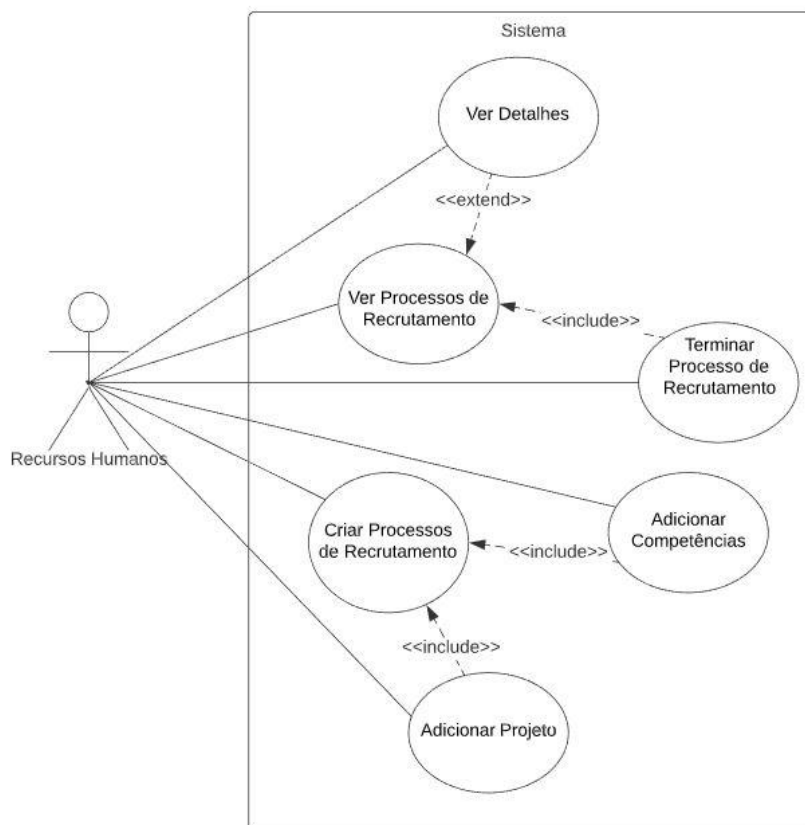 Sistema
Ver Detalhes
<<extend>>
Ver Processos de
Recrutamento
<<include>>
Terminar
Processo de
Recrutamento
Recursos Humanos
Criar Processos
de Recrutamento
<<include>>
Adicionar
Competências
<<include>>
Adicionar Projeto